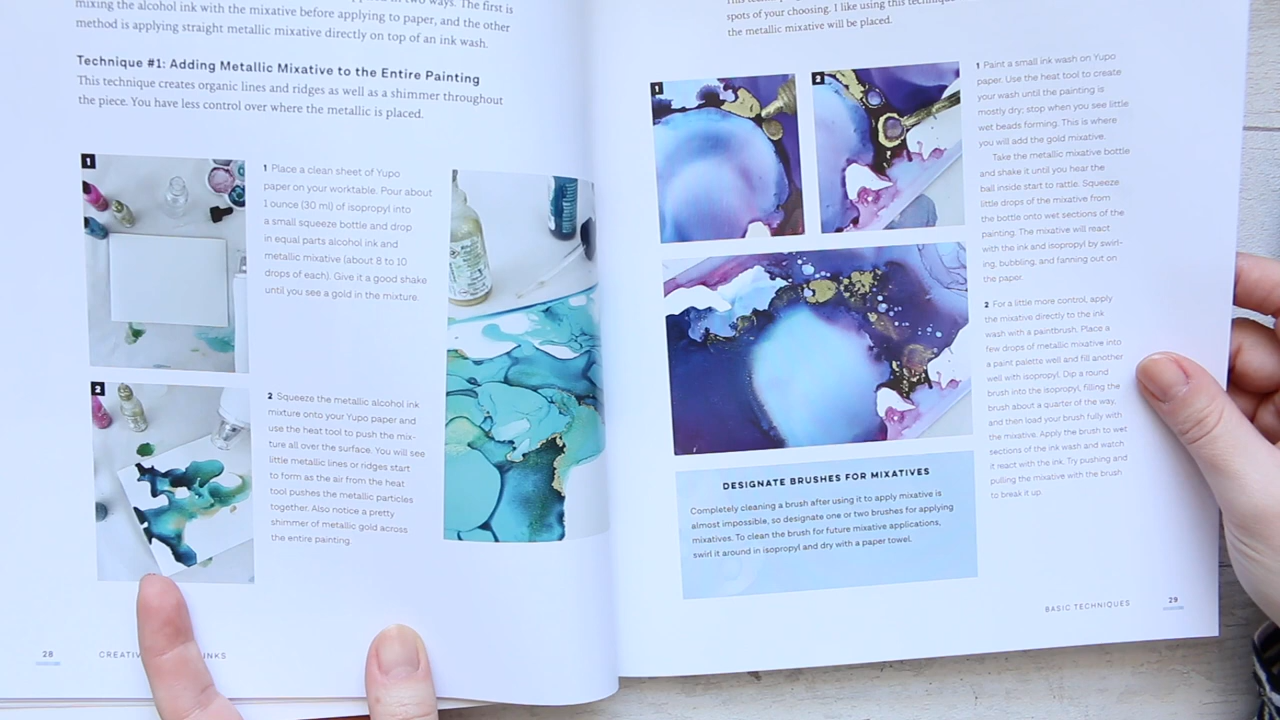 mixing the alcohol ink with the mixative before applying to paper, and the other
method is applying straight metallic mixative directly on top of an ink wash.
Technique #1: Adding Metallic Mixative to the Entire Painting
This technique creates organic lines and ridges as well as a shimmer throughout
the piece. You have less control over where the metallic is placed.
1
1 Place a clean sheet of Yupo
paper on your worktable. Pour about
1 ounce (30 ml) of isopropyl into
a small squeeze bottle and drop
in equal parts alcohol ink and
metallic mixative (about 8 to 10
drops of each). Give it a good shake
until you see a gold in the mixture.
2
2 Squeeze the metallic alcohol ink
mixture onto your Yupo paper and
use the heat tool to push the mix-
ture all over the surface. You will see
little metallic lines or ridges start
to form as the air from the heat
tool pushes the metallic particles
together. Also notice a pretty
shimmer of metallic gold across
the entire painting.
28
CREATIV NKS
spots of your choosing. I like using this technique
the metallic mixative will be placed.
1
2
1 Paint a small ink wash on Yupo
paper. Use the heat tool to create
your wash until the painting is
mostly dry; stop when you see little
wet beads forming. This is where
you will add the gold mixative.
Take the metallic mixative bottle
and shake it until you hear the
ball inside start to rattle. Squeeze
little drops of the mixative from
the bottle onto wet sections of the
painting. The mixative will react
with the ink and isopropyl by swirl-
ing, bubbling, and fanning out on
the paper.
2 For a little more control, apply
the mixative directly to the ink
wash with a paintbrush. Place a
few drops of metallic mixative into
a paint palette well and fill another
well with isopropyl. Dip a round
brush into the isopropyl, filling the
brush about a quarter of the way,
and then load your brush fully with
the mixative. Apply the brush to wet
sections of the ink wash and watch
it react with the ink. Try pushing and
pulling the mixative with the brush
to break it up.
DESIGNATE BRUSHES FOR MIXATIVES
Completely cleaning a brush after using it to apply mixative is
almost impossible, so designate one or two brushes for applying
mixatives. To clean the brush for future mixative applications,
swirl it around in isopropyl and dry with a paper towel.
BASIC TECHNIQUES
29